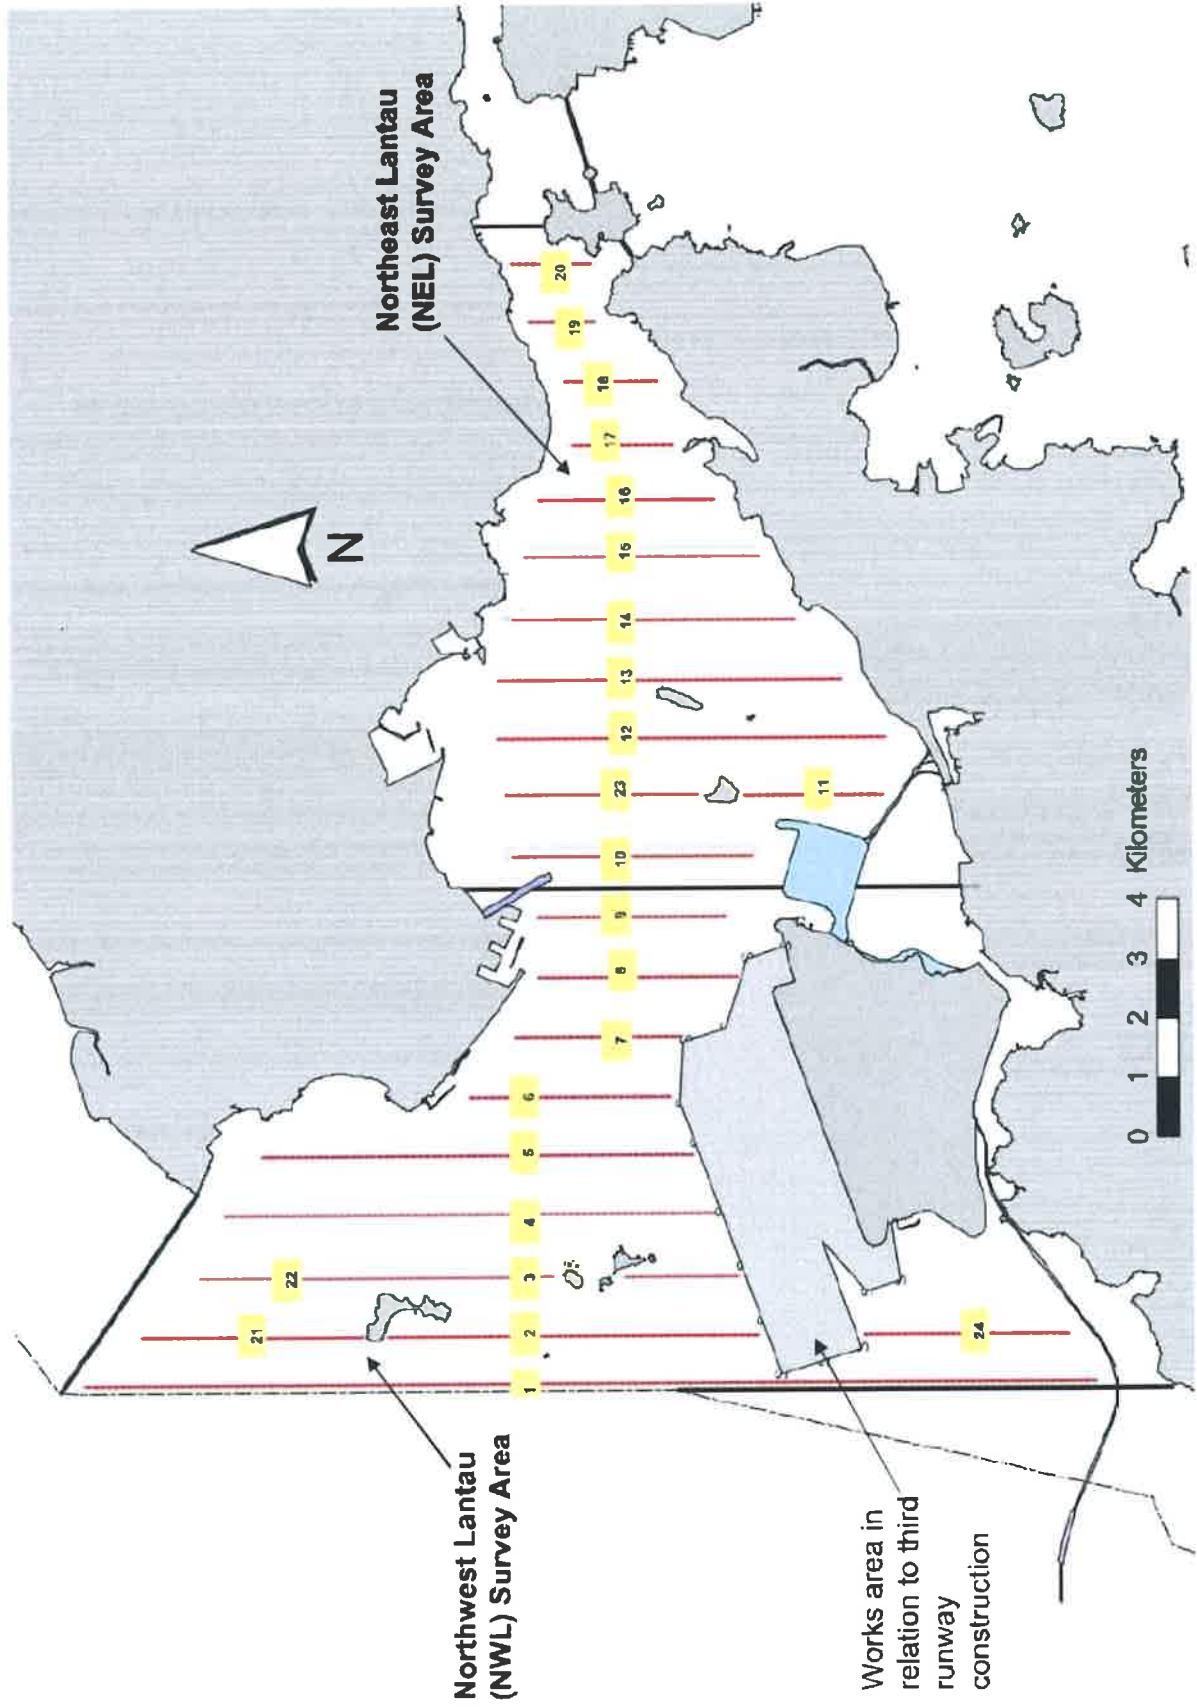 21
22
N
Northeast Lantau
(NEL) Survey Area
Northwest Lantau
(NWL) Survey Area
1
2
3
4
5
6
7
8
9
10
23
12
13
14
15
16
17
18
19
20
11
24
Works area in
relation to third
runway
construction
0 1 2 3 4 Kilometers